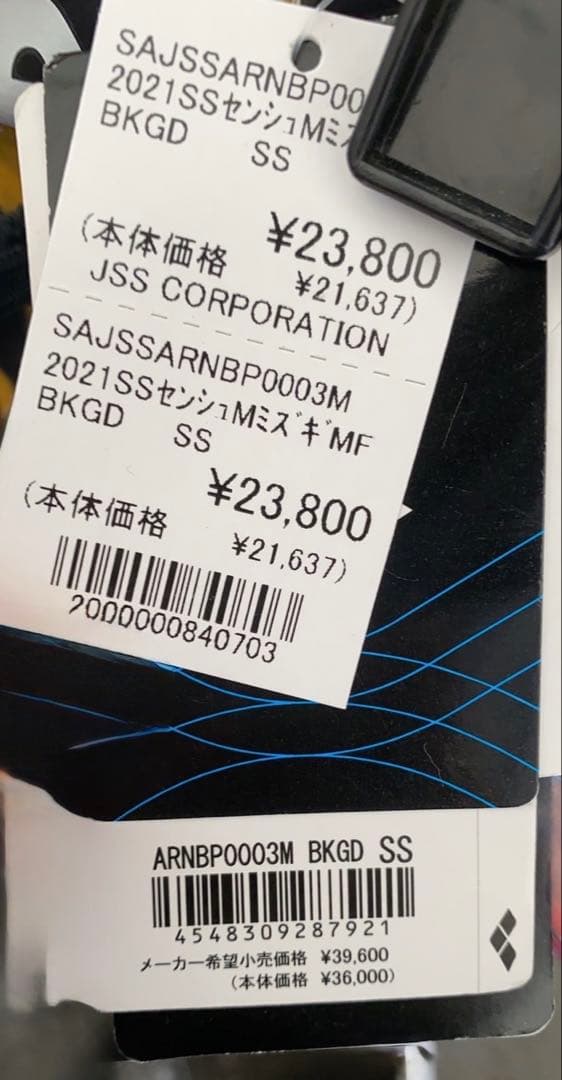 SAJSSARNBP00
2021SSセンシュMミズ
BKGD SS
¥23,800
(本体価格 ¥21,637)
JSS CORPORATION
SAJSSARNBP0003M
2021SSセンシュMミズギMF
BKGD SS
¥23,800
(本体価格 ¥21,637)
2000000840703
ARNBP0003M BKGD SS
4548309287921
メーカー希望小売価格 ¥39,600
(本体価格 ¥36,000)